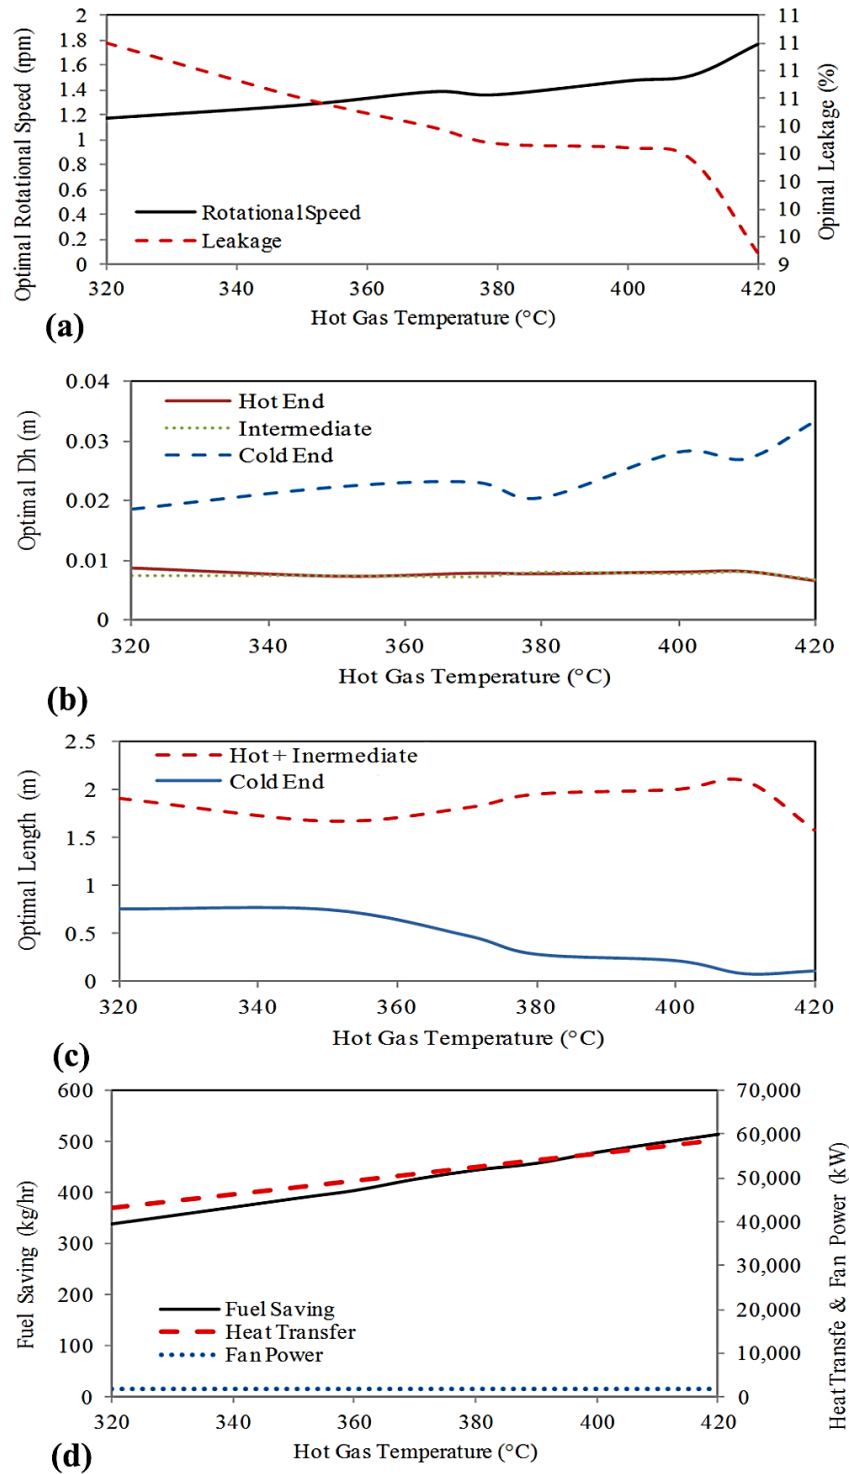 Optimal Rotational Speed (rpm)
2
1.8
1.6
1.4
1.2
1
0.8
0.6
0.4
0.2
0
Rotational Speed
Leakage
11
11
11
11
10
10
10
10
10
9
Opimal Leakage (%)
320 340 360 380 400 420
Hot Gas Temperature (°C)
(a)
Optimal Dh (m)
0.04
0.03
0.02
0.01
0
Hot End
Intermediate
Cold End
320 340 360 380 400 420
Hot Gas Temperature (°C)
(b)
Optimal Length (m)
2.5
2
1.5
1
0.5
0
Hot + Inermediate
Cold End
320 340 360 380 400 420
Hot Gas Temperature (°C)
(c)
Fuel Saving (kg/hr)
600
500
400
300
200
100
0
Fuel Saving
Heat Transfer
Fan Power
70,000
60,000
50,000
40,000
30,000
20,000
10,000
0
Heat Transfe & Fan Power (kW)
320 340 360 380 400 420
Hot Gas Temperature (°C)
(d)